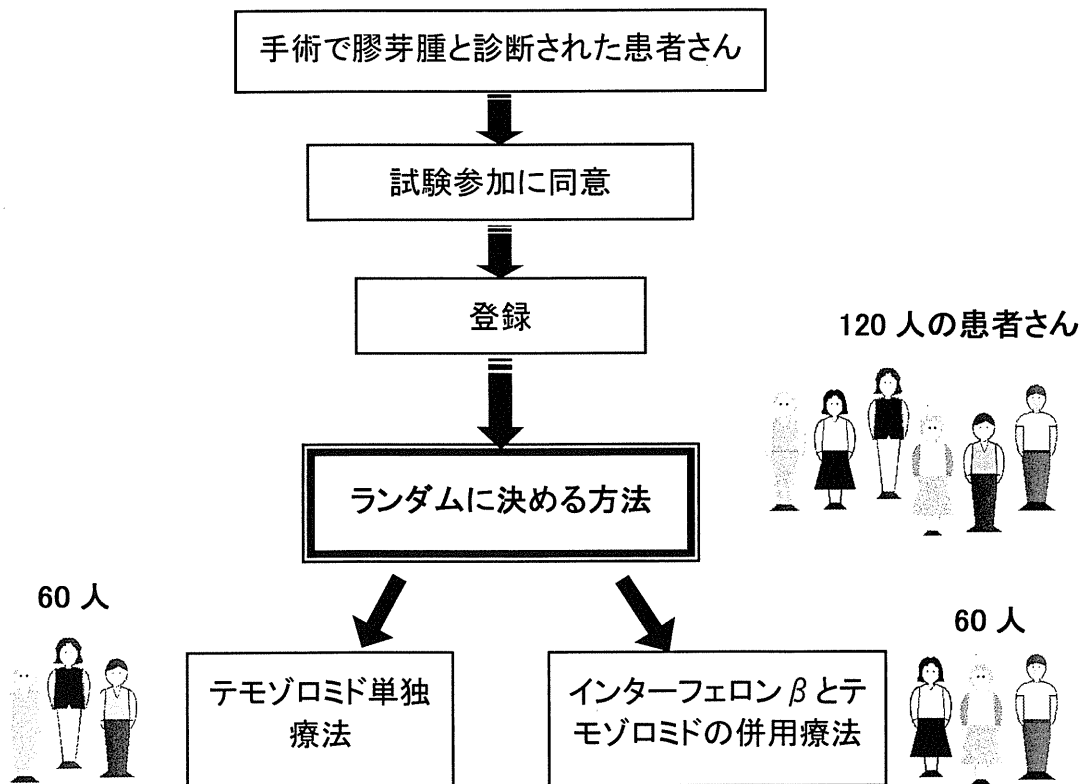 手術で膠芽腫と診断された患者さん
試験参加に同意
登録
120 人の患者さん
ランダムに決める方法
60 人
60 人
テモゾロミド単独
療法
インターフェロンβとテ
モゾロミドの併用療法